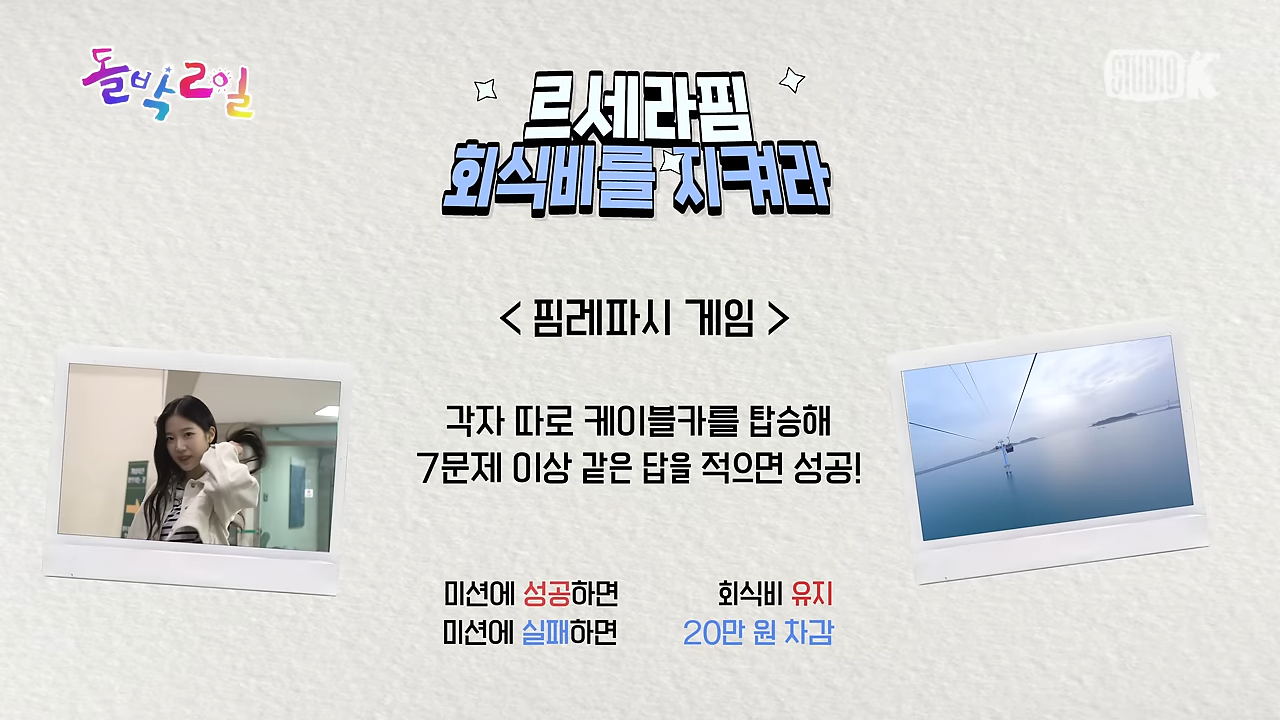 돌박2일
STUDIO K
르세라핌
회식비를 지켜라
< 핌레파시 게임 >
각자 따로 케이블카를 탑승해
7문제 이상 같은 답을 적으면 성공!
미션에 성공하면 회식비 유지
미션에 실패하면 20만 원 차감